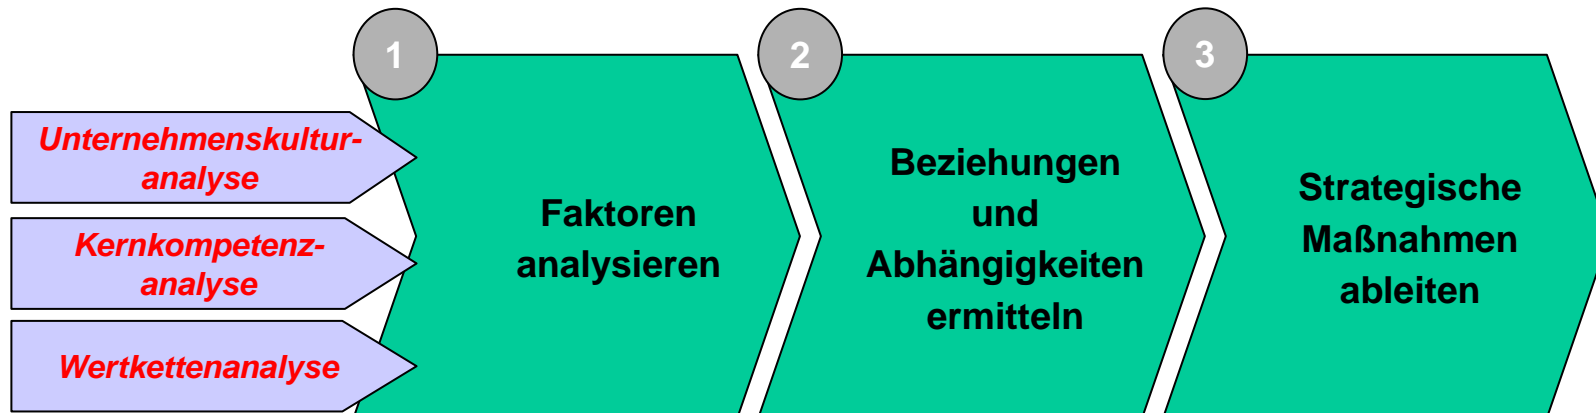 1
2
3
Unternehmenskultur-
analyse
Kernkompetenz-
analyse
Wertkettenanalyse
Faktoren
analysieren
Beziehungen
und
Abhängigkeiten
ermitteln
Strategische
Maßnahmen
ableiten